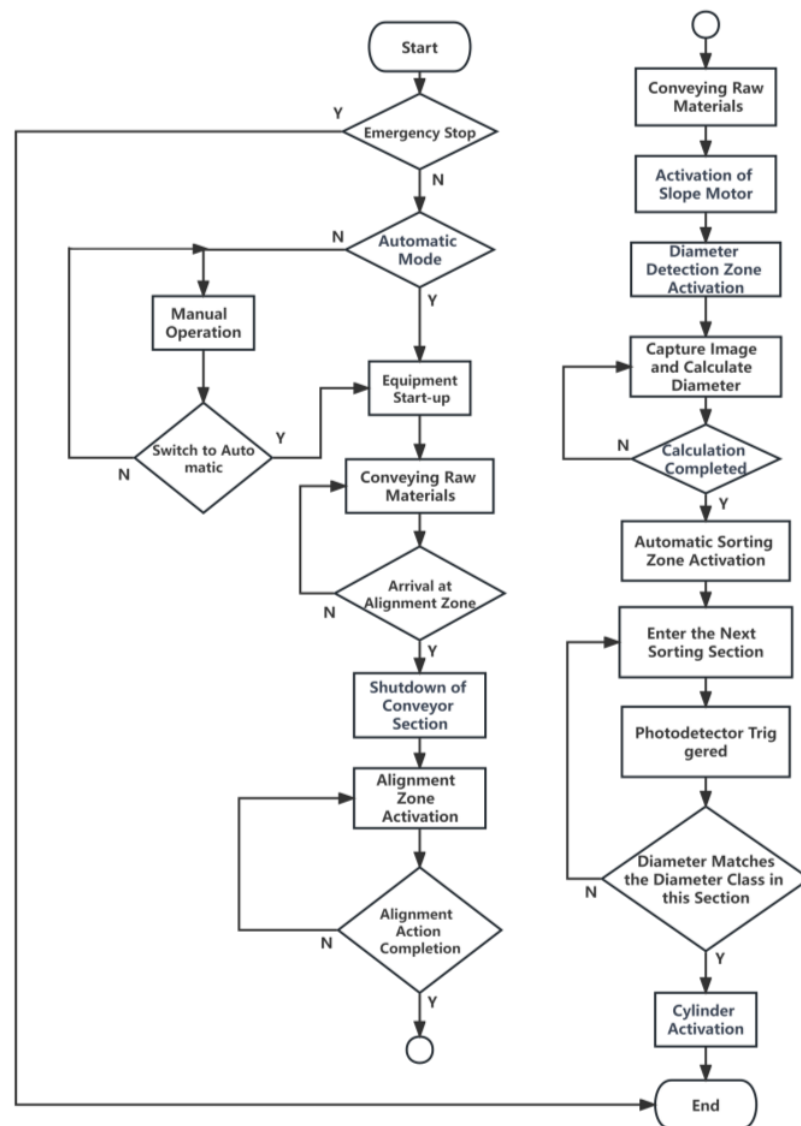 Start
Y
Emergency Stop
N
N
Automatic
Mode
Y
Manual
Operation
Equipment
Start-up
Y
Switch to Auto
matic
N
Conveying Raw
Materials
Arrival at
Alignment Zone
N
Y
Shutdown of
Conveyor
Section
Alignment
Zone
Activation
Alignment
Action
Completion
N
Y
Conveying Raw
Materials
Activation of
Slope Motor
Diameter
Detection Zone
Activation
Capture Image
and Calculate
Diameter
N
Calculation
Completed
Y
Automatic Sorting
Zone Activation
Enter the Next
Sorting Section
Photodetector Trig
gered
Diameter Matches
the Diameter Class in
this Section
N
Y
Cylinder
Activation
End